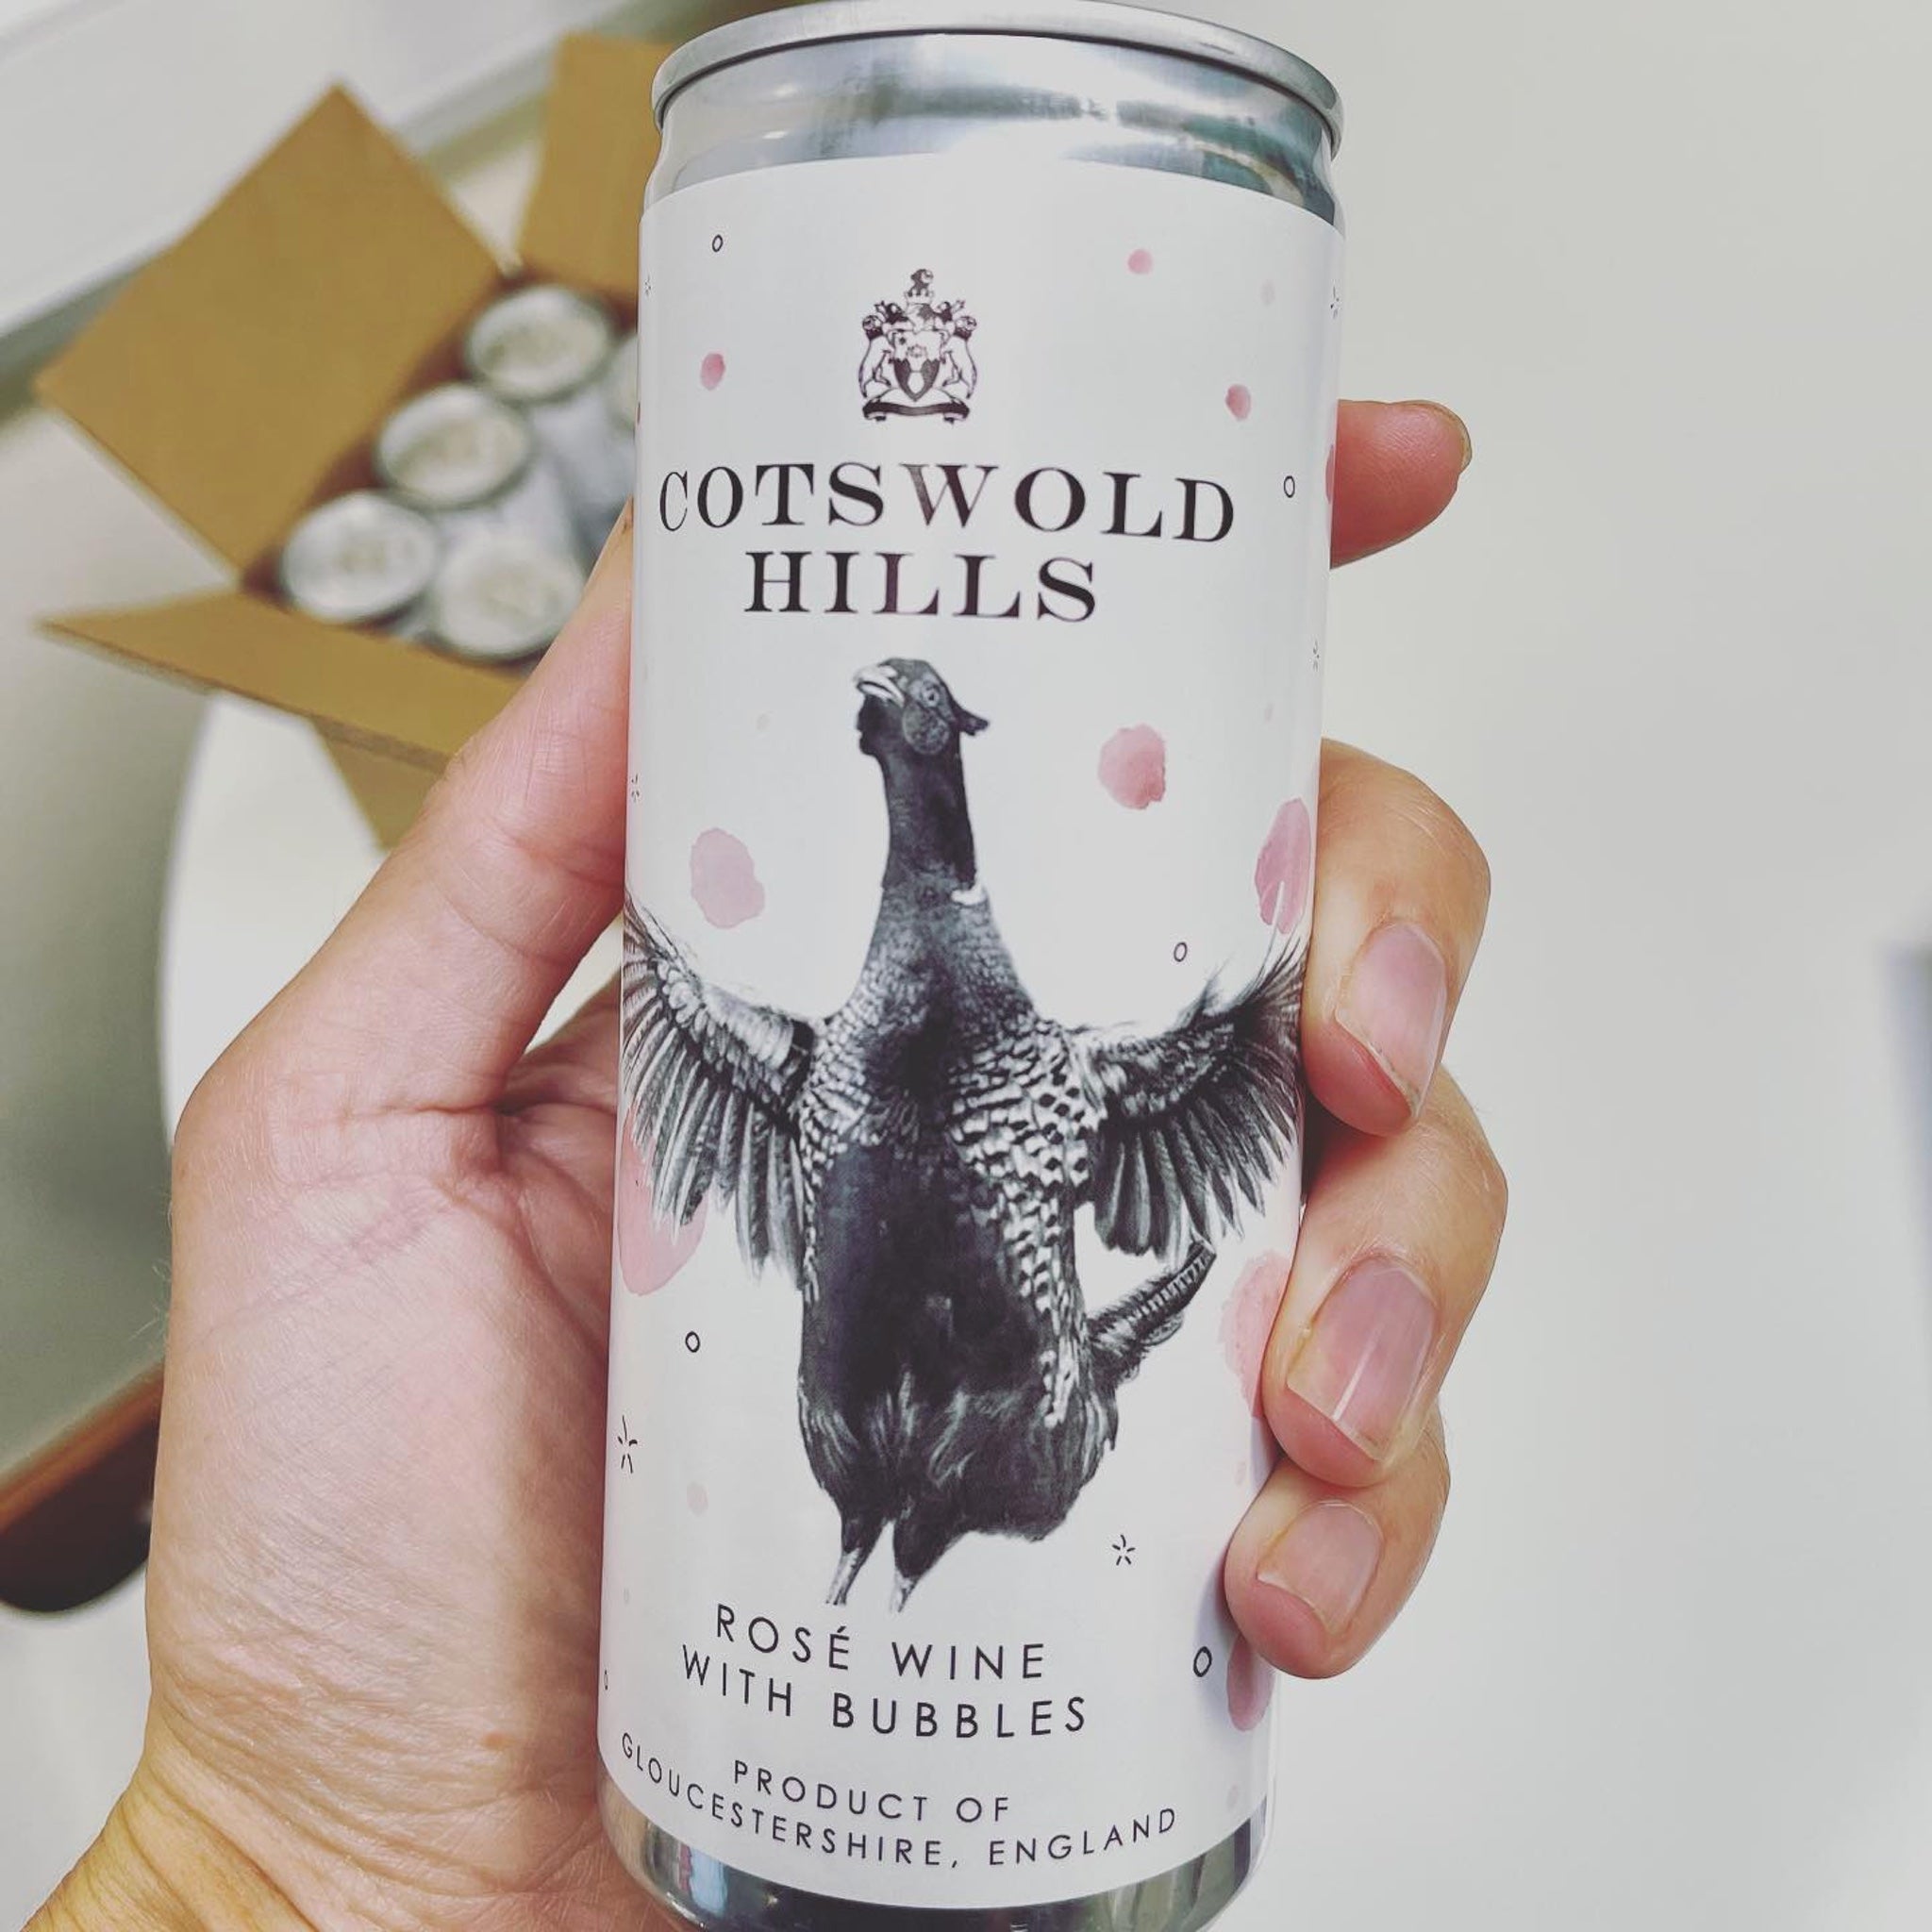 COTSWOLD
HILLS
ROSÉ WINE
WITH BUBBLES
PRODUCT OF
GLOUCESTERSHIRE, ENGLAND